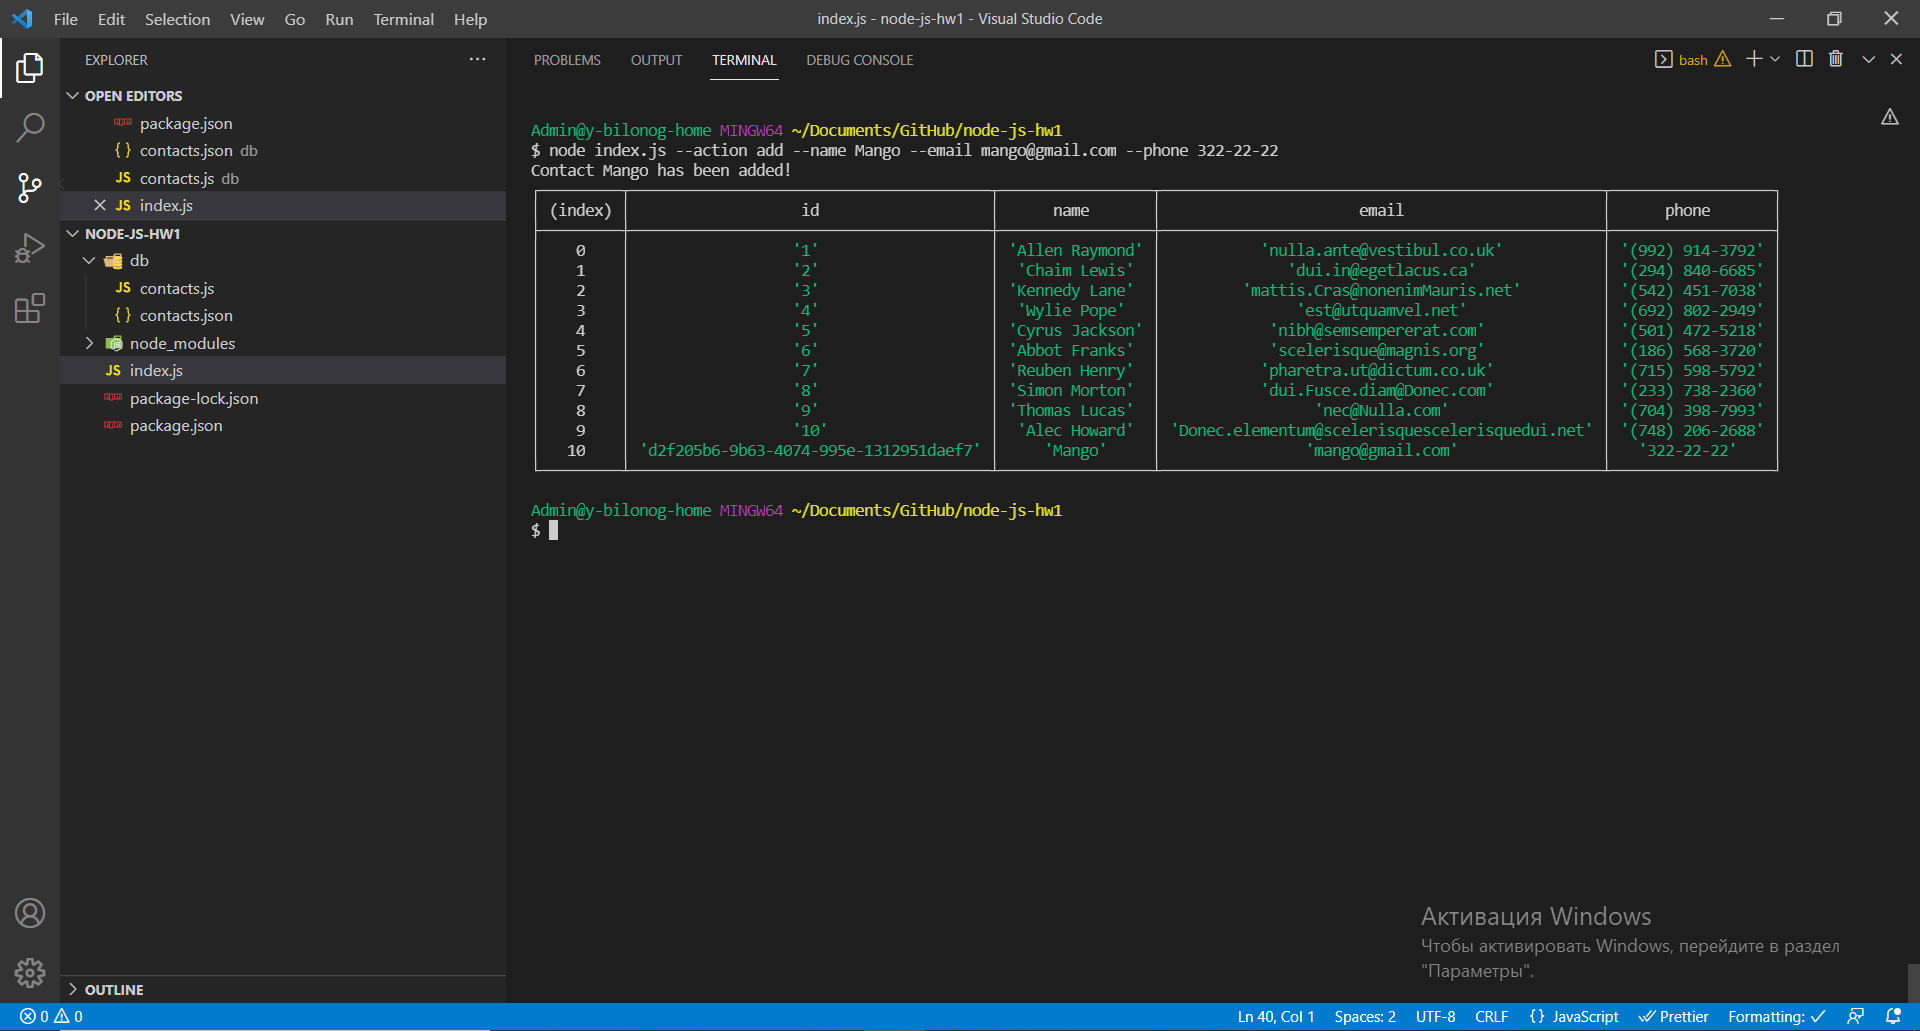 File Edit Selection View Go Run Terminal Help
index.js - node-js-hw1 - Visual Studio Code
EXPLORER
OPEN EDITORS
package.json
{} contacts.json db
JS contacts.js db
JS index.js
NODE-JS-HW1
db
JS contacts.js
{} contacts.json
node_modules
JS index.js
package-lock.json
package.json
OUTLINE
PROBLEMS OUTPUT TERMINAL DEBUG CONSOLE
bash
Admin@y-bilonog-home MINGW64 ~/Documents/GitHub/node-js-hw1
$ node index.js --action add --name Mango --email mango@gmail.com --phone 322-22-22
Contact Mango has been added!
(index) id name email phone
0 '1' 'Allen Raymond' 'nulla.ante@vestibul.co.uk' '(992) 914-3792'
1 '2' 'Chaim Lewis' 'dui.in@egetlacus.ca' '(294) 840-6685'
2 '3' 'Kennedy Lane' 'mattis.Cras@nonenimMauris.net' '(542) 451-7038'
3 '4' 'Wylie Pope' 'est@utquamvel.net' '(692) 802-2949'
4 '5' 'Cyrus Jackson' 'nibh@semsempererat.com' '(501) 472-5218'
5 '6' 'Abbot Franks' 'scelerisque@magnis.org' '(186) 568-3720'
6 '7' 'Reuben Henry' 'pharetra.ut@dictum.co.uk' '(715) 598-5792'
7 '8' 'Simon Morton' 'dui.Fusce.diam@Donec.com' '(233) 738-2360'
8 '9' 'Thomas Lucas' 'nec@Nulla.com' '(704) 398-7993'
9 '10' 'Alec Howard' 'Donec.elementum@scelerisquescelerisquedui.net' '(748) 206-2688'
10 'd2f205b6-9b63-4074-995e-1312951daef7' 'Mango' 'mango@gmail.com' '322-22-22'
Admin@y-bilonog-home MINGW64 ~/Documents/GitHub/node-js-hw1
$
Активация Windows
Чтобы активировать Windows, перейдите в раздел
"Параметры".
0 0 Ln 40, Col 1 Spaces: 2 UTF-8 CRLF {} JavaScript Prettier Formatting: